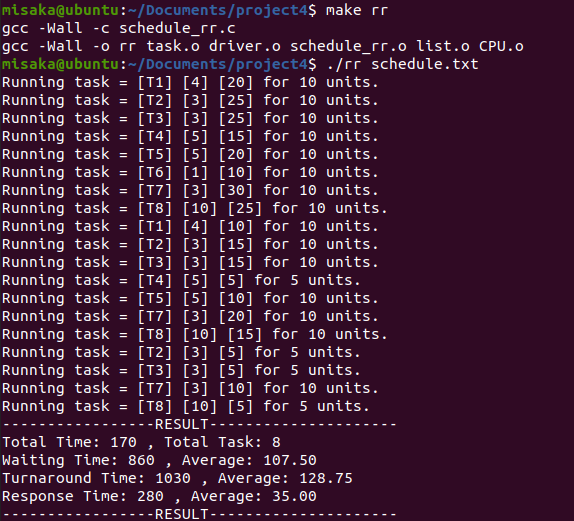 misaka@ubuntu:~/Documents/project4$ make rr
gcc -Wall -c schedule_rr.c
gcc -Wall -o rr task.o driver.o schedule_rr.o list.o CPU.o
misaka@ubuntu:~/Documents/project4$ ./rr schedule.txt
Running task = [T1] [4] [20] for 10 units.
Running task = [T2] [3] [25] for 10 units.
Running task = [T3] [3] [25] for 10 units.
Running task = [T4] [5] [15] for 10 units.
Running task = [T5] [5] [20] for 10 units.
Running task = [T6] [1] [10] for 10 units.
Running task = [T7] [3] [30] for 10 units.
Running task = [T8] [10] [25] for 10 units.
Running task = [T1] [4] [10] for 10 units.
Running task = [T2] [3] [15] for 10 units.
Running task = [T3] [3] [15] for 10 units.
Running task = [T4] [5] [5] for 5 units.
Running task = [T5] [5] [10] for 10 units.
Running task = [T7] [3] [20] for 10 units.
Running task = [T8] [10] [15] for 10 units.
Running task = [T2] [3] [5] for 5 units.
Running task = [T3] [3] [5] for 5 units.
Running task = [T7] [3] [10] for 10 units.
Running task = [T8] [10] [5] for 5 units.
-----------------RESULT---------------------
Total Time: 170 , Total Task: 8
Waiting Time: 860 , Average: 107.50
Turnaround Time: 1030 , Average: 128.75
Response Time: 280 , Average: 35.00
-----------------RESULT---------------------